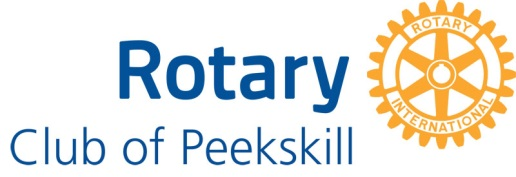 Rotary
Club of Peekskill
ROTARY
INTERNATIONAL